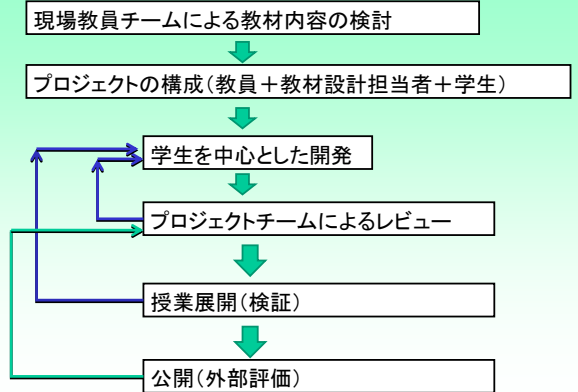 現場教員チームによる教材内容の検討
プロジェクトの構成(教員＋教材設計担当者＋学生)
学生を中心とした開発
プロジェクトチームによるレビュー
授業展開(検証)
公開(外部評価)